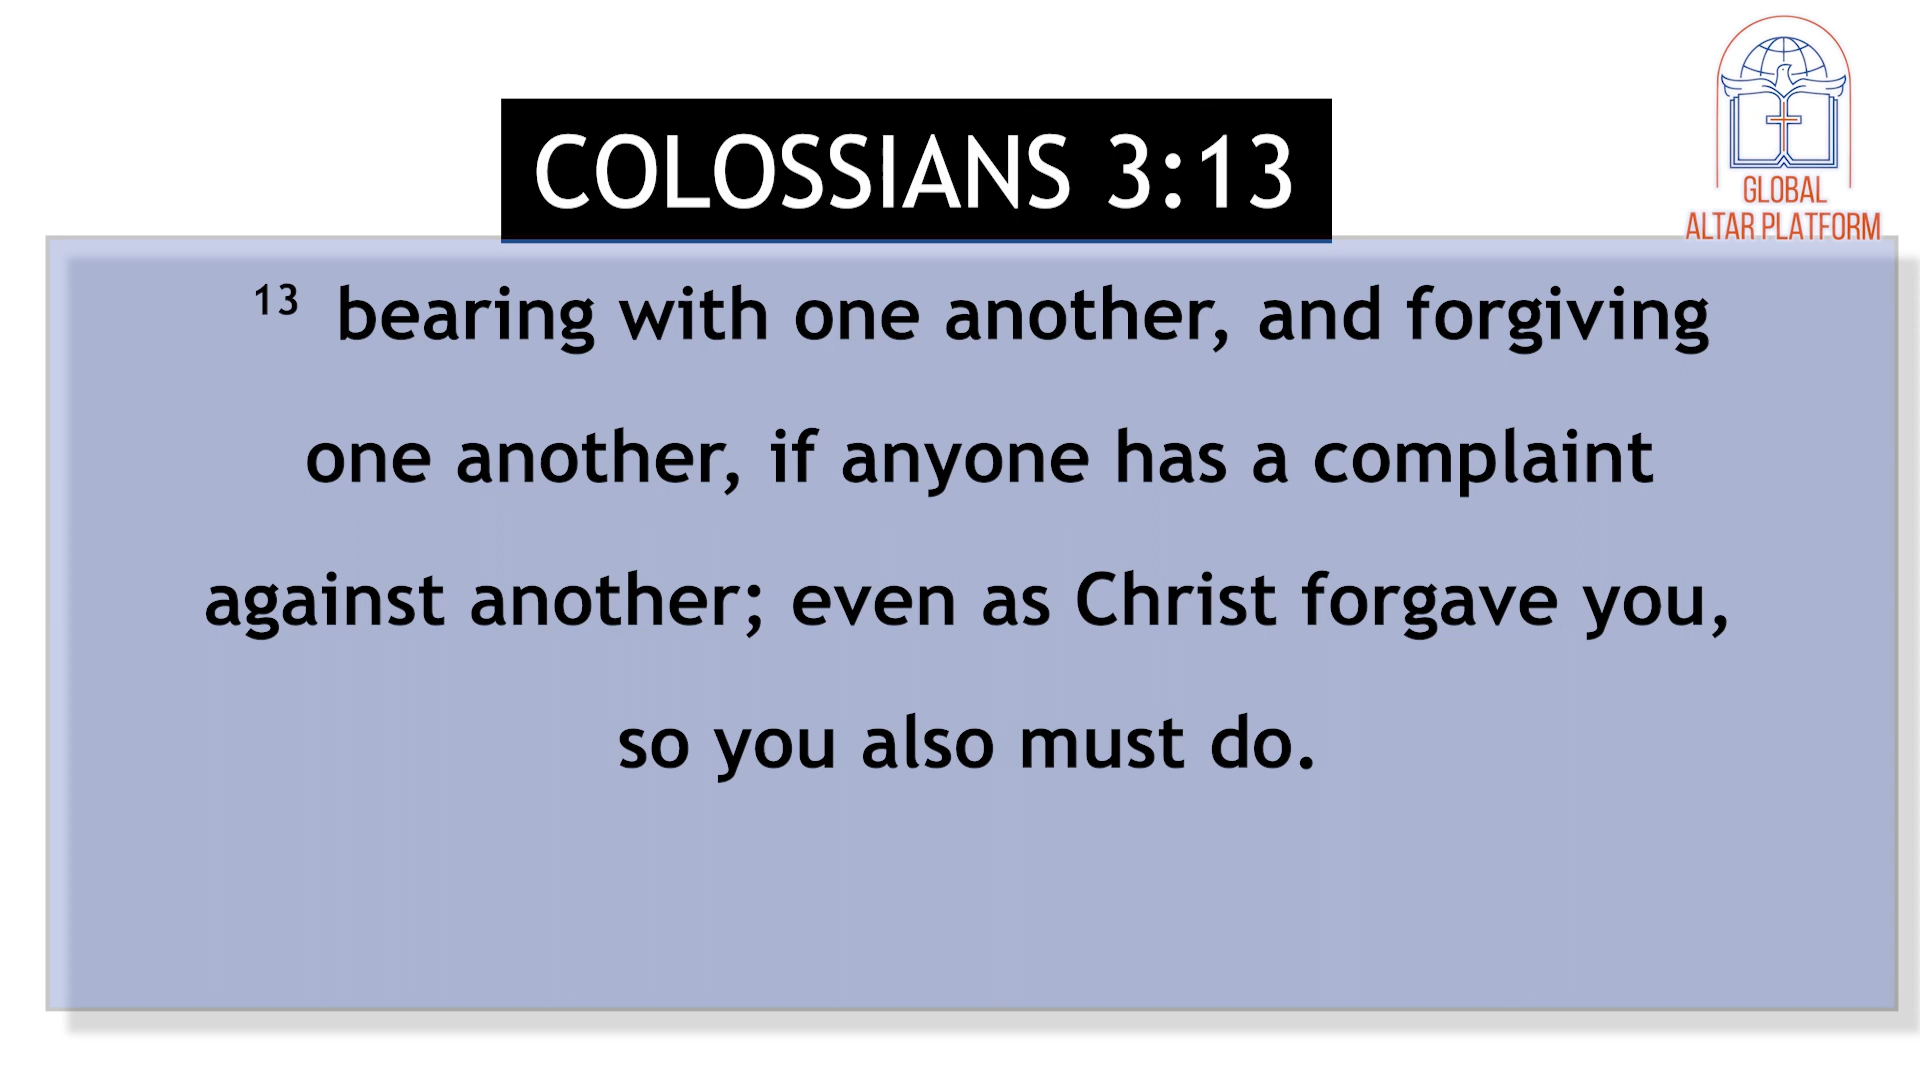 COLOSSIANS 3:13
GLOBAL
ALTAR PLATFORM
13 bearing with one another, and forgiving
one another, if anyone has a complaint
against another; even as Christ forgave you,
so you also must do.